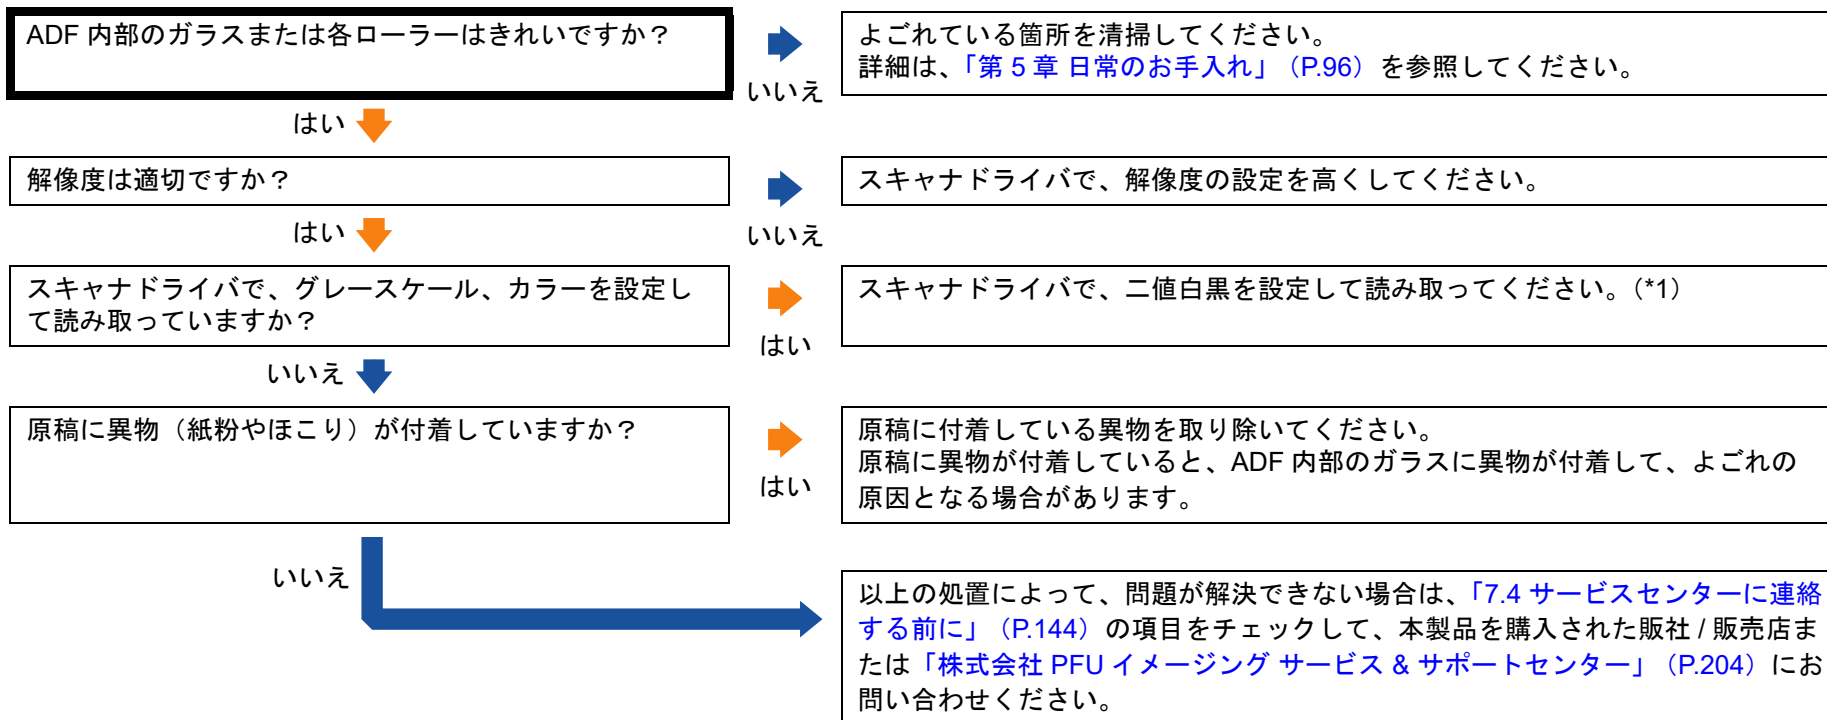 ADF 内部のガラスまたは各ローラーはきれいですか？
いいえ
よごれている箇所を清掃してください。
詳細は、「第 5 章 日常のお手入れ」（P.96）を参照してください。
はい
解像度は適切ですか？
いいえ
スキャナドライバで、解像度の設定を高くしてください。
はい
スキャナドライバで、グレースケール、カラーを設定し
て読み取っていますか？
はい
スキャナドライバで、二値白黒を設定して読み取ってください。（*1）
いいえ
原稿に異物（紙粉やほこり）が付着していますか？
はい
原稿に付着している異物を取り除いてください。
原稿に異物が付着していると、ADF 内部のガラスに異物が付着して、よごれの
原因となる場合があります。
いいえ
以上の処置によって、問題が解決できない場合は、「7.4 サービスセンターに連絡
する前に」（P.144）の項目をチェックして、本製品を購入された販社 / 販売店ま
たは「株式会社 PFU イメージング サービス & サポートセンター」（P.204）にお
問い合わせください。